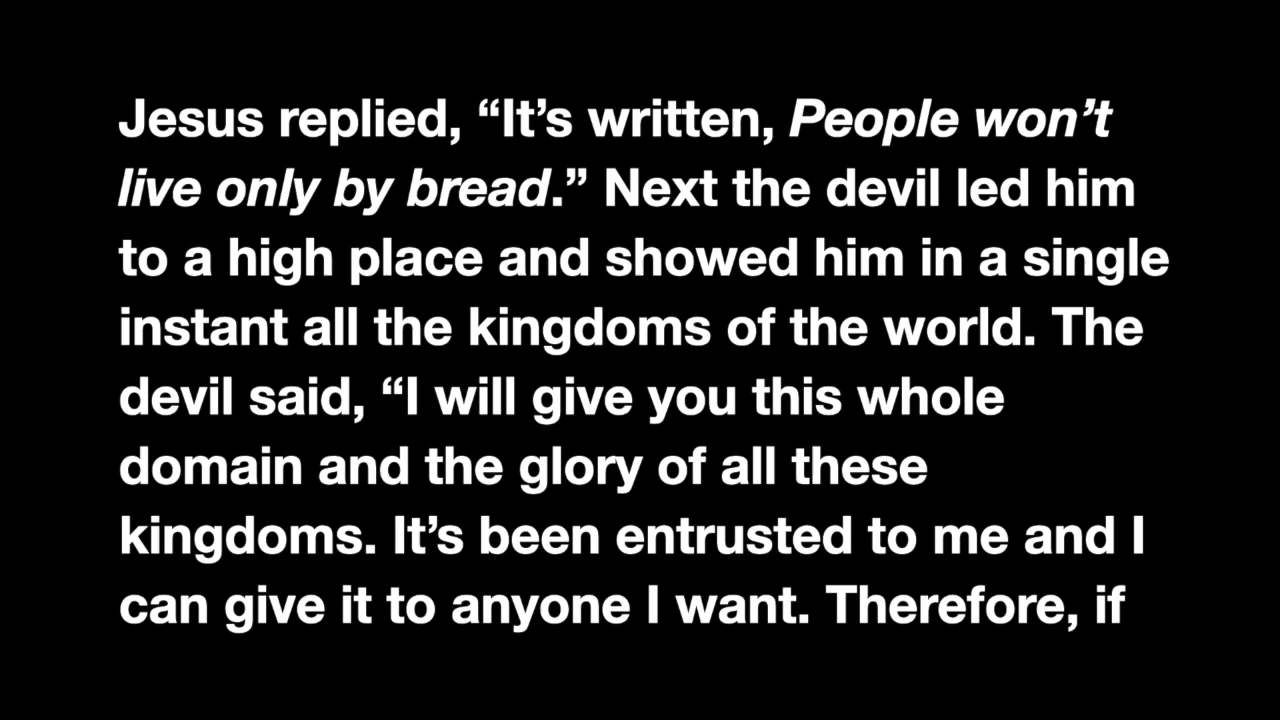 Jesus replied, “It’s written, People won’t
live only by bread.” Next the devil led him
to a high place and showed him in a single
instant all the kingdoms of the world. The
devil said, “I will give you this whole
domain and the glory of all these
kingdoms. It’s been entrusted to me and I
can give it to anyone I want. Therefore, if